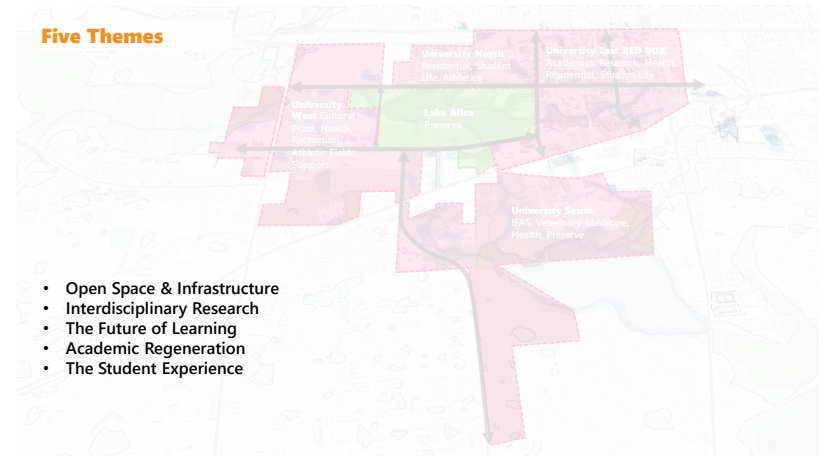 Five Themes
University North
Residential, Student
Life, Athletics
University East RED BOX
Academics, Research, Health,
Residential, Student Life
University
West Cultural
Plaza, Health,
Recreation/
Athletic Fields,
Support
Lake Alice
Preserve
University South
IFAS, Veterinary Medicine,
Health, Preserve
• Open Space & Infrastructure
• Interdisciplinary Research
• The Future of Learning
• Academic Regeneration
• The Student Experience